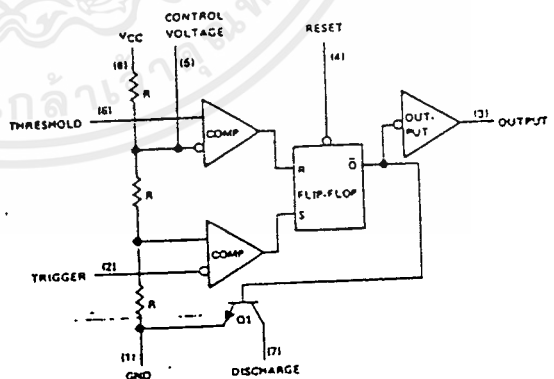 CONTROL
VOLTAGE
RESET
VCC
(8)
(5)
(4)
R
(6)
THRESHOLD
COMP
OUT-
PUT
(3)
OUTPUT
R
Q
FLIP-FLOP
R
S
COMP
TRIGGER
(2)
R
Q1
(1)
(7)
GND
DISCHARGE